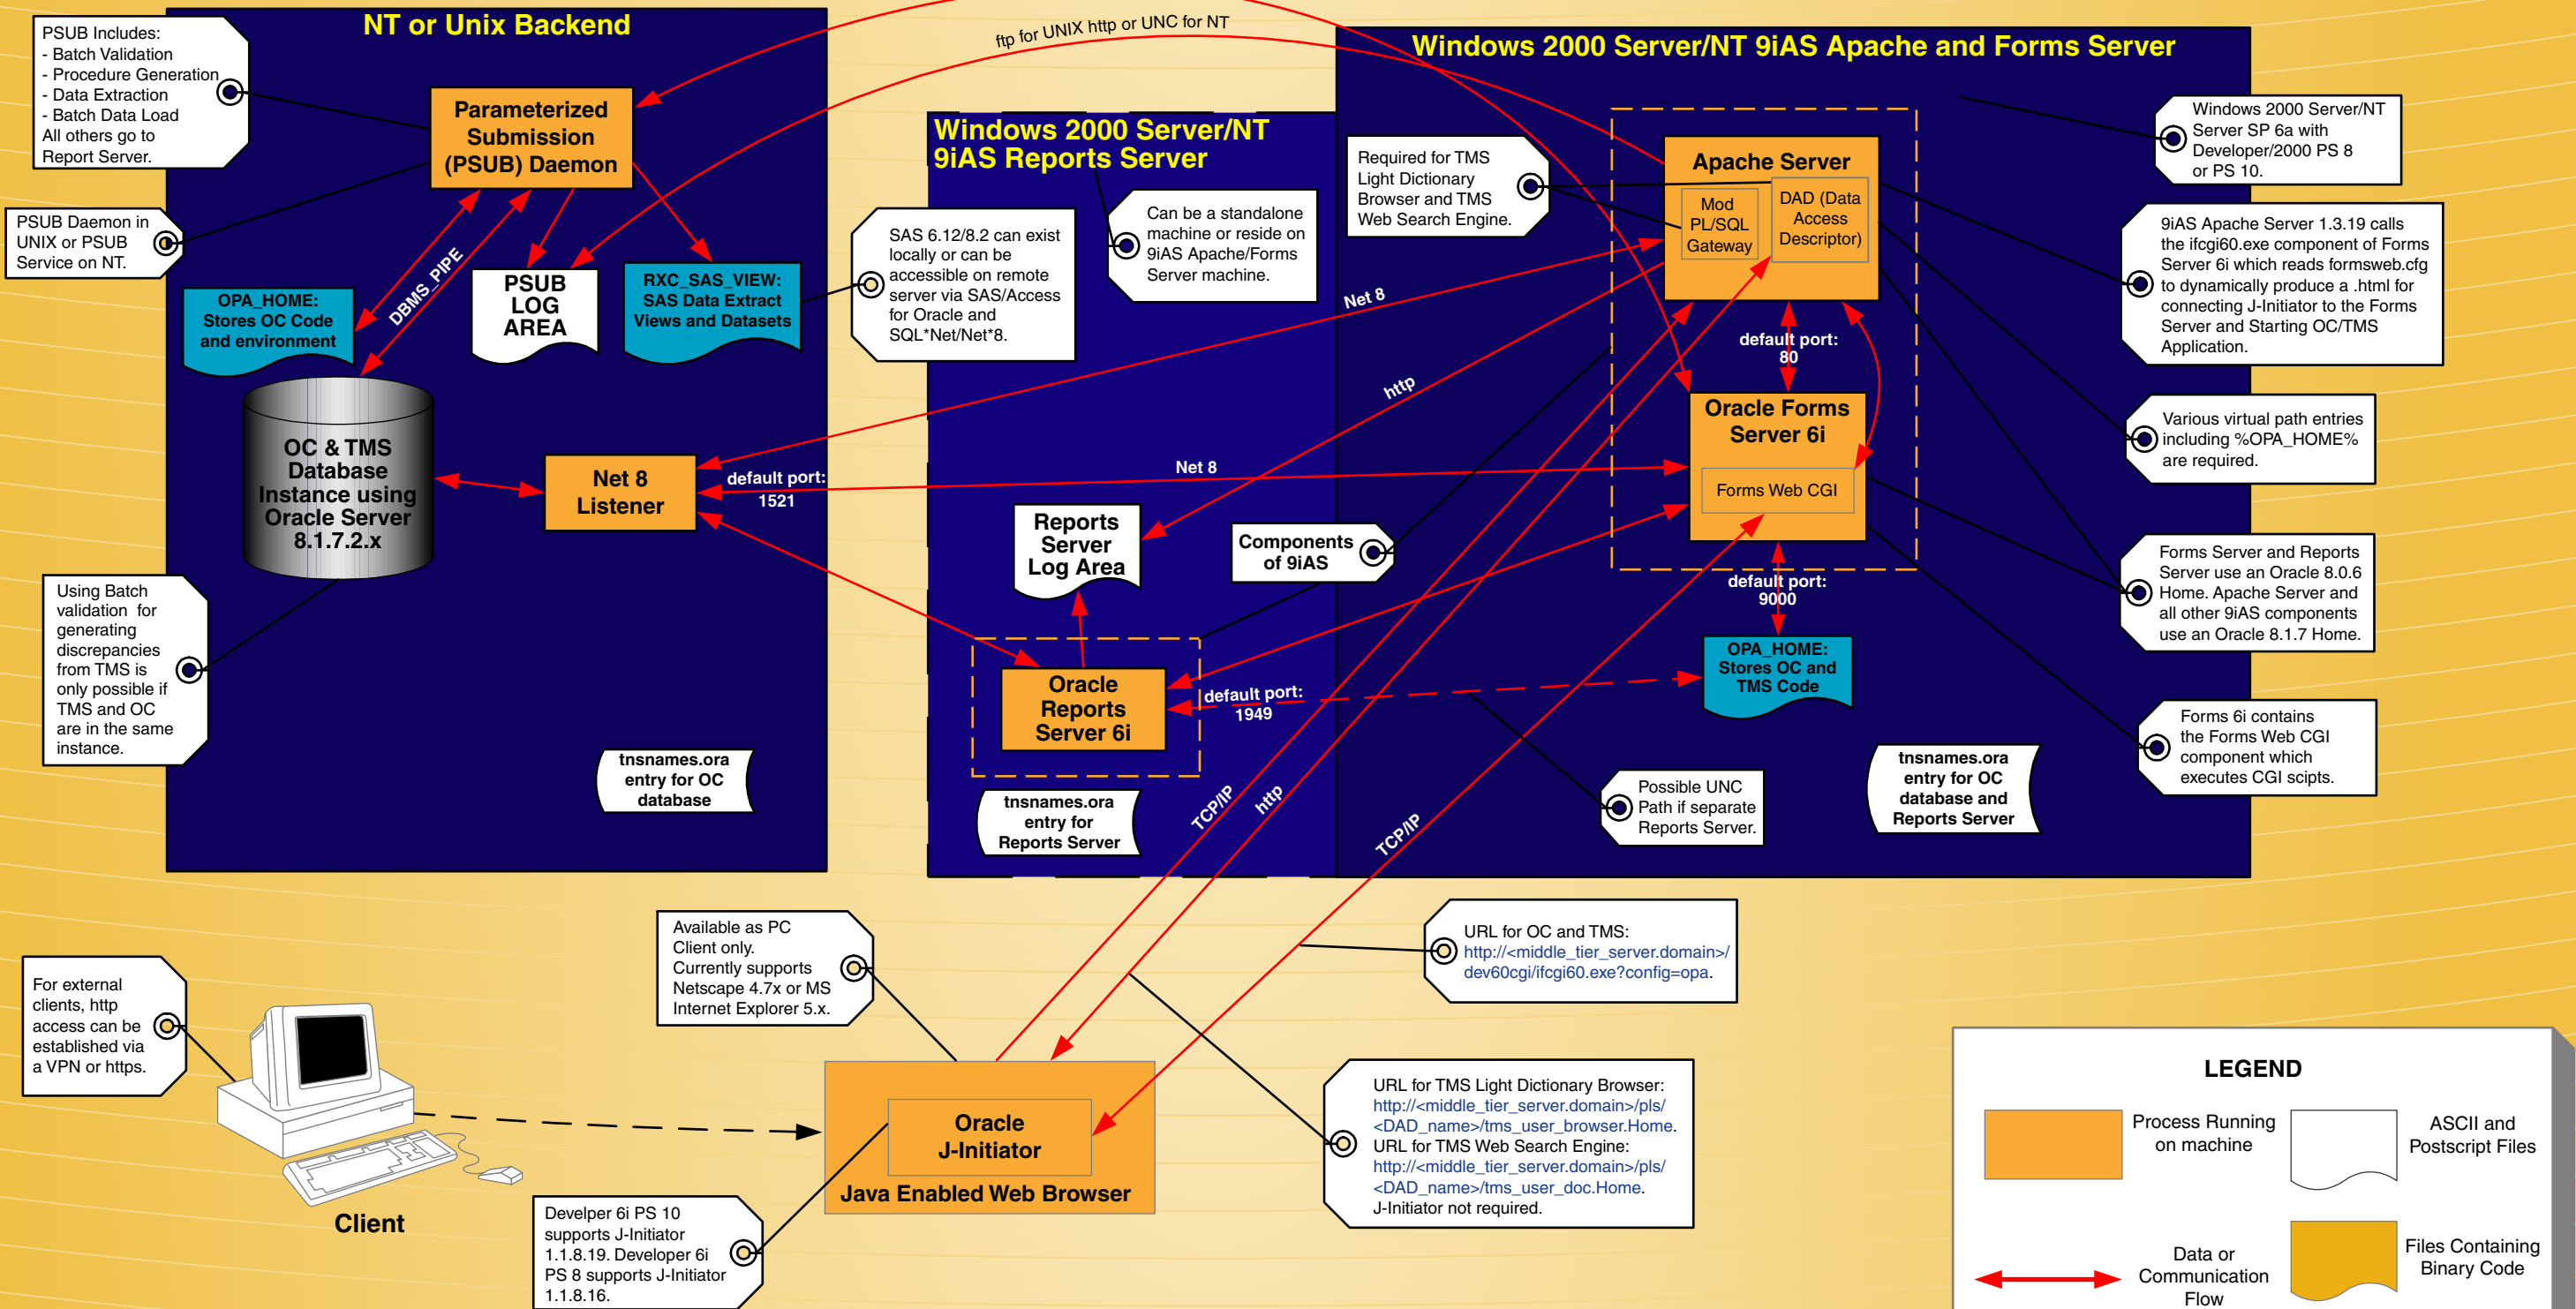 NT or Unix Backend
PSUB Includes:
- Batch Validation
- Procedure Generation
- Data Extraction
- Batch Data Load
All others go to
Report Server.
Parameterized
Submission
(PSUB) Daemon
PSUB Daemon in
UNIX or PSUB
Service on NT.
OPA_HOME:
Stores OC Code
and environment
DBMS_PIPE
PSUB
LOG
AREA
RXC_SAS_VIEW:
SAS Data Extract
Views and Datasets
OC & TMS
Database
Instance using
Oracle Server
8.1.7.2.x
Net 8
Listener
default port:
1521
Using Batch
validation for
generating
discrepancies
from TMS is
only possible if
TMS and OC
are in the same
instance.
tnsnames.ora
entry for OC
database
ftp for UNIX http or UNC for NT
SAS 6.12/8.2 can exist
locally or can be
accessible on remote
server via SAS/Access
for Oracle and
SQL*Net/Net*8.
Windows 2000 Server/NT
9iAS Reports Server
Can be a standalone
machine or reside on
9iAS Apache/Forms
Server machine.
Net 8
http
Net 8
Reports
Server
Log Area
Components
of 9iAS
Oracle
Reports
Server 6i
default port:
1949
tnsnames.ora
entry for
Reports Server
TCP/IP
http
TCP/IP
Windows 2000 Server/NT 9iAS Apache and Forms Server
Required for TMS
Light Dictionary
Browser and TMS
Web Search Engine.
Apache Server
Mod
PL/SQL
Gateway
DAD (Data
Access
Descriptor)
default port:
80
Oracle Forms
Server 6i
Forms Web CGI
default port:
9000
OPA_HOME:
Stores OC and
TMS Code
Possible UNC
Path if separate
Reports Server.
tnsnames.ora
entry for OC
database and
Reports Server
Windows 2000 Server/NT
Server SP 6a with
Developer/2000 PS 8
or PS 10.
9iAS Apache Server 1.3.19 calls
the ifcgi60.exe component of Forms
Server 6i which reads formsweb.cfg
to dynamically produce a .html for
connecting J-Initiator to the Forms
Server and Starting OC/TMS
Application.
Various virtual path entries
including %OPA_HOME%
are required.
Forms Server and Reports
Server use an Oracle 8.0.6
Home. Apache Server and
all other 9iAS components
use an Oracle 8.1.7 Home.
Forms 6i contains
the Forms Web CGI
component which
executes CGI scipts.
For external
clients, http
access can be
established via
a VPN or https.
Client
Available as PC
Client only.
Currently supports
Netscape 4.7x or MS
Internet Explorer 5.x.
Oracle
J-Initiator
Java Enabled Web Browser
Develper 6i PS 10
supports J-Initiator
1.1.8.19. Developer 6i
PS 8 supports J-Initiator
1.1.8.16.
URL for OC and TMS:
http://<middle_tier_server.domain>/
dev60cgi/ifcgi60.exe?config=opa.
URL for TMS Light Dictionary Browser:
http://<middle_tier_server.domain>/pls/
<DAD_name>/tms_user_browser.Home.
URL for TMS Web Search Engine:
http://<middle_tier_server.domain>/pls/
<DAD_name>/tms_user_doc.Home.
J-Initiator not required.
LEGEND
Process Running
on machine
ASCII and
Postscript Files
Data or
Communication
Flow
Files Containing
Binary Code